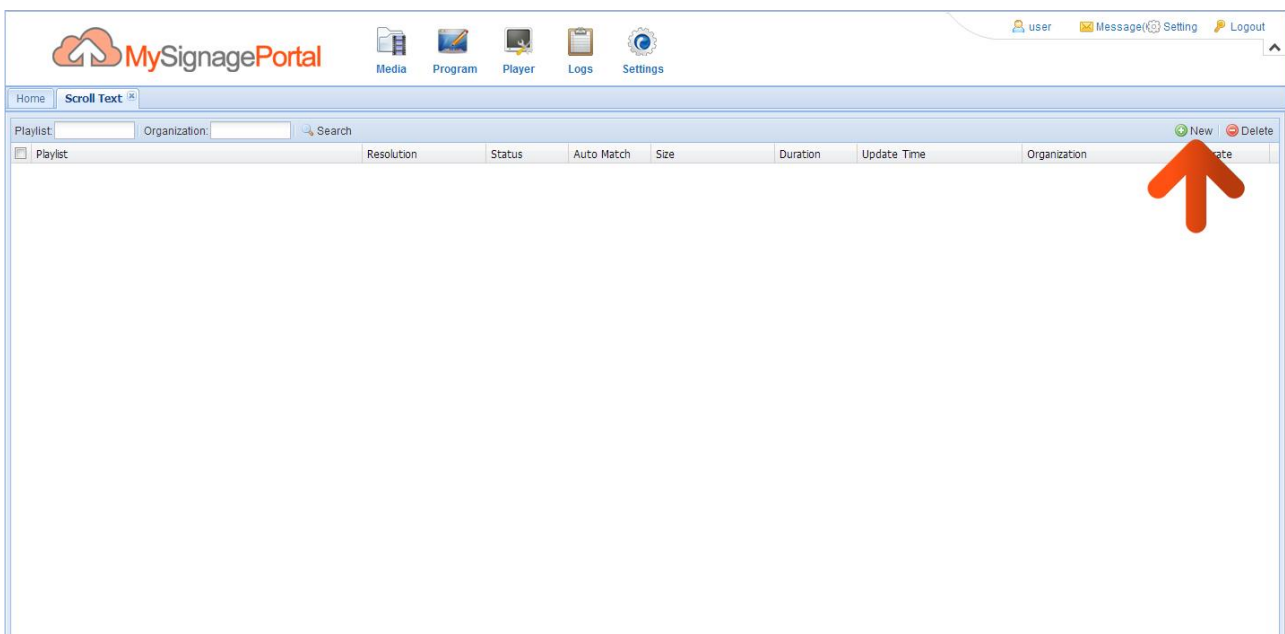 user Message( Setting Logout
MySignagePortal
Media Program Player Logs Settings
Home Scroll Text
Playlist: Organization: Search New Delete
Playlist Resolution Status Auto Match Size Duration Update Time Organization